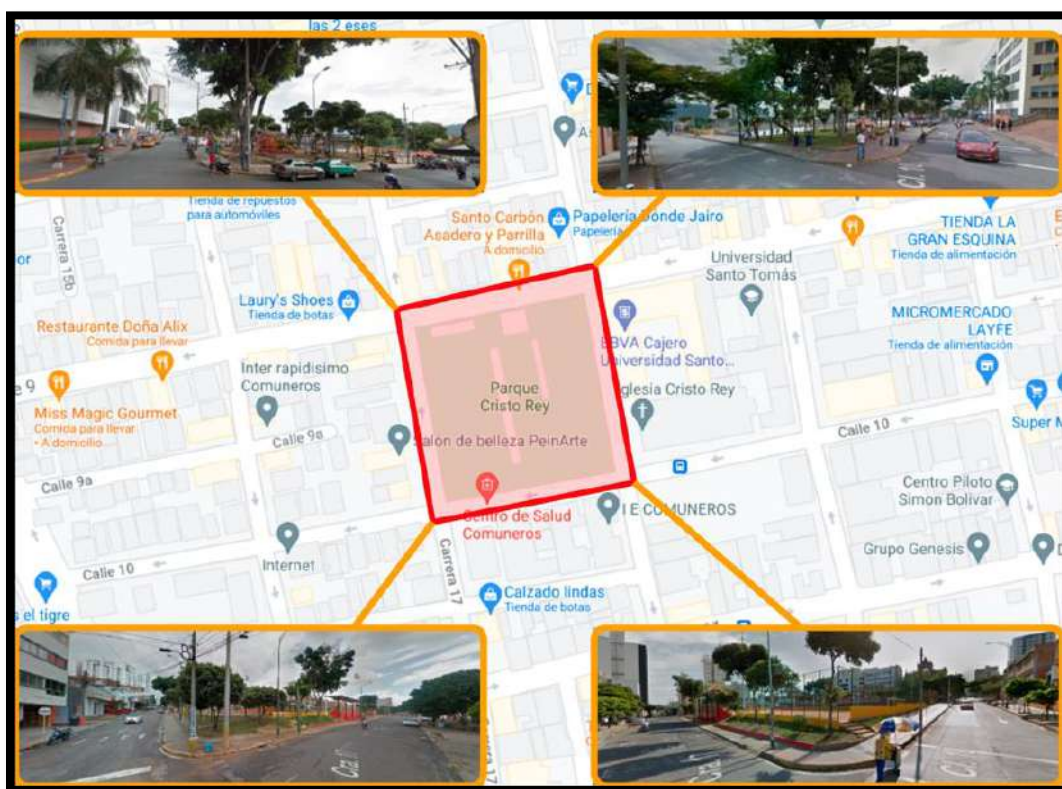 las 2 eses
Tienda de repuestos
para automóviles
Carrera 15b
Santo Carbón
Asadero y Parrilla
A domicilio
Papelería Donde Jairo
Papelería
TIENDA LA
GRAN ESQUINA
Tienda de alimentación
Universidad
Santo Tomás
Laury's Shoes
Tienda de botas
Restaurante Doña Alix
Comida para llevar
MICROMERCADO
LAYFE
Tienda de alimentación
BBVA Cajero
Universidad Santo...
Inter rapidisimo
Comuneros
Parque
Cristo Rey
Iglesia Cristo Rey
Miss Magic Gourmet
Comida para llevar
• A domicilio
Calle 9a
Salón de belleza PeinArte
Calle 10
Super M
Calle 9a
Centro de Salud
Comuneros
I E COMUNEROS
Centro Piloto
Simon Bolivar
Grupo Genesis
Internet
Calle 10
Carrera 17
Calzado lindas
Tienda de botas
s el tigre
Carrera 17